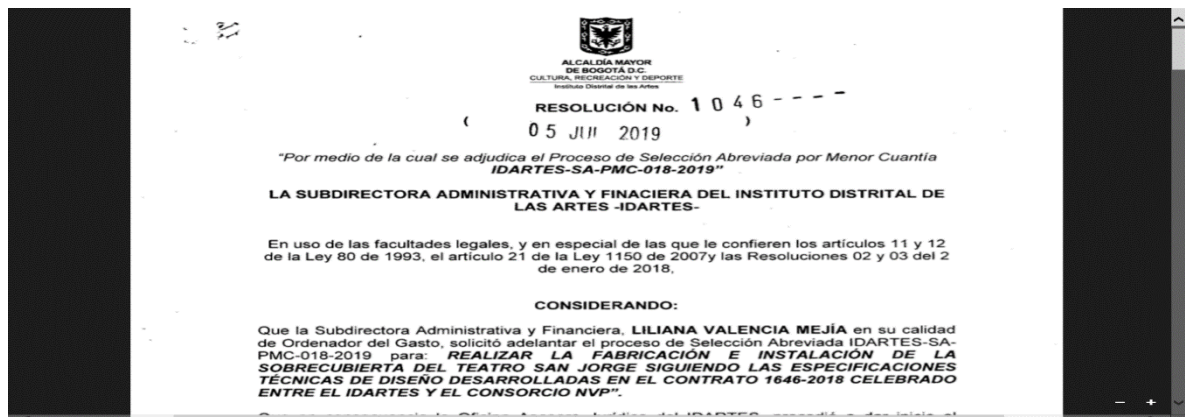 ALCALDÍA MAYOR
DE BOGOTÁ D.C.
CULTURA, RECREACIÓN Y DEPORTE
Instituto Distrital de las Artes
RESOLUCIÓN No. 1046----
( 05 JUL 2019 )
"Por medio de la cual se adjudica el Proceso de Selección Abreviada por Menor Cuantía
IDARTES-SA-PMC-018-2019"
LA SUBDIRECTORA ADMINISTRATIVA Y FINACIERA DEL INSTITUTO DISTRITAL DE
LAS ARTES -IDARTES-
En uso de las facultades legales, y en especial de las que le confieren los artículos 11 y 12
de la Ley 80 de 1993, el artículo 21 de la Ley 1150 de 2007y las Resoluciones 02 y 03 del 2
de enero de 2018,
CONSIDERANDO:
Que la Subdirectora Administrativa y Financiera, LILIANA VALENCIA MEJÍA en su calidad
de Ordenador del Gasto, solicitó adelantar el proceso de Selección Abreviada IDARTES-SA-
PMC-018-2019 para: REALIZAR LA FABRICACIÓN E INSTALACIÓN DE LA
SOBRECUBIERTA DEL TEATRO SAN JORGE SIGUIENDO LAS ESPECIFICACIONES
TÉCNICAS DE DISEÑO DESARROLLADAS EN EL CONTRATO 1646-2018 CELEBRADO
ENTRE EL IDARTES Y EL CONSORCIO NVP".